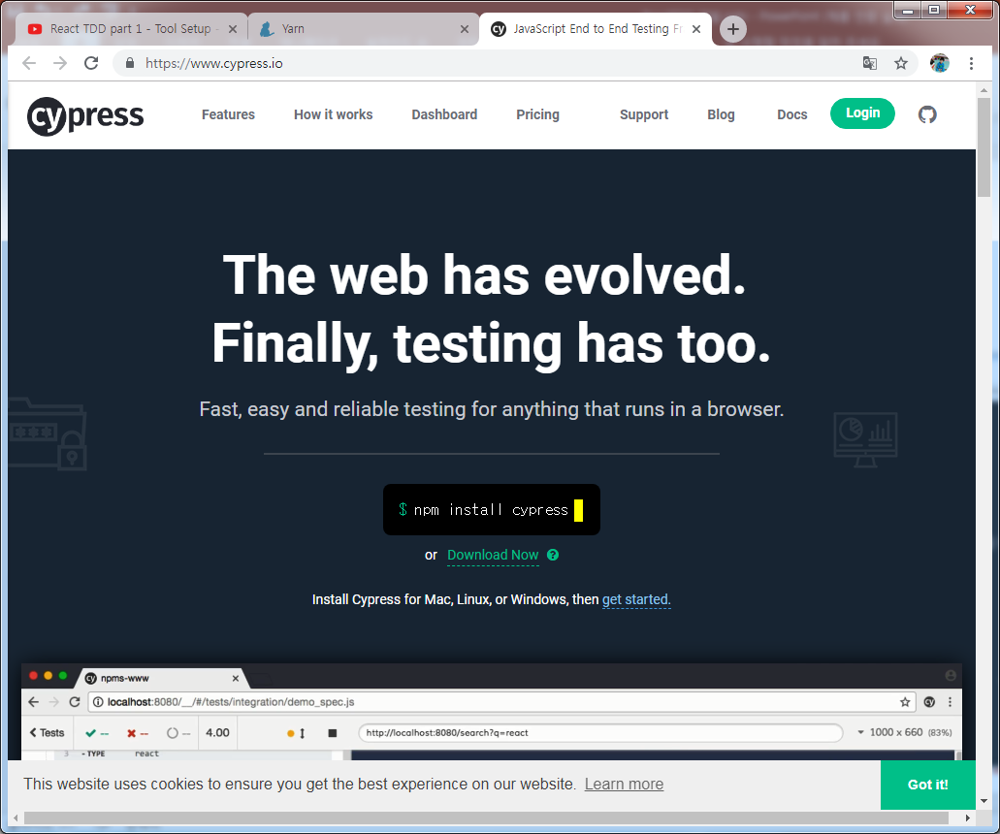 React TDD part 1 - Tool Setup -
Yarn
JavaScript End to End Testing Fr
https://www.cypress.io
cypress
Features
How it works
Dashboard
Pricing
Support
Blog
Docs
Login
The web has evolved.
Finally, testing has too.
Fast, easy and reliable testing for anything that runs in a browser.
$ npm install cypress
or Download Now ?
Install Cypress for Mac, Linux, or Windows, then get started.
cy npms-www
localhost:8080/__/#/tests/integration/demo_spec.js
Tests
--
--
--
4.00
http://localhost:8080/search?q=react
1000 x 660 (83%)
3 - TYPE react
This website uses cookies to ensure you get the best experience on our website. Learn more
Got it!